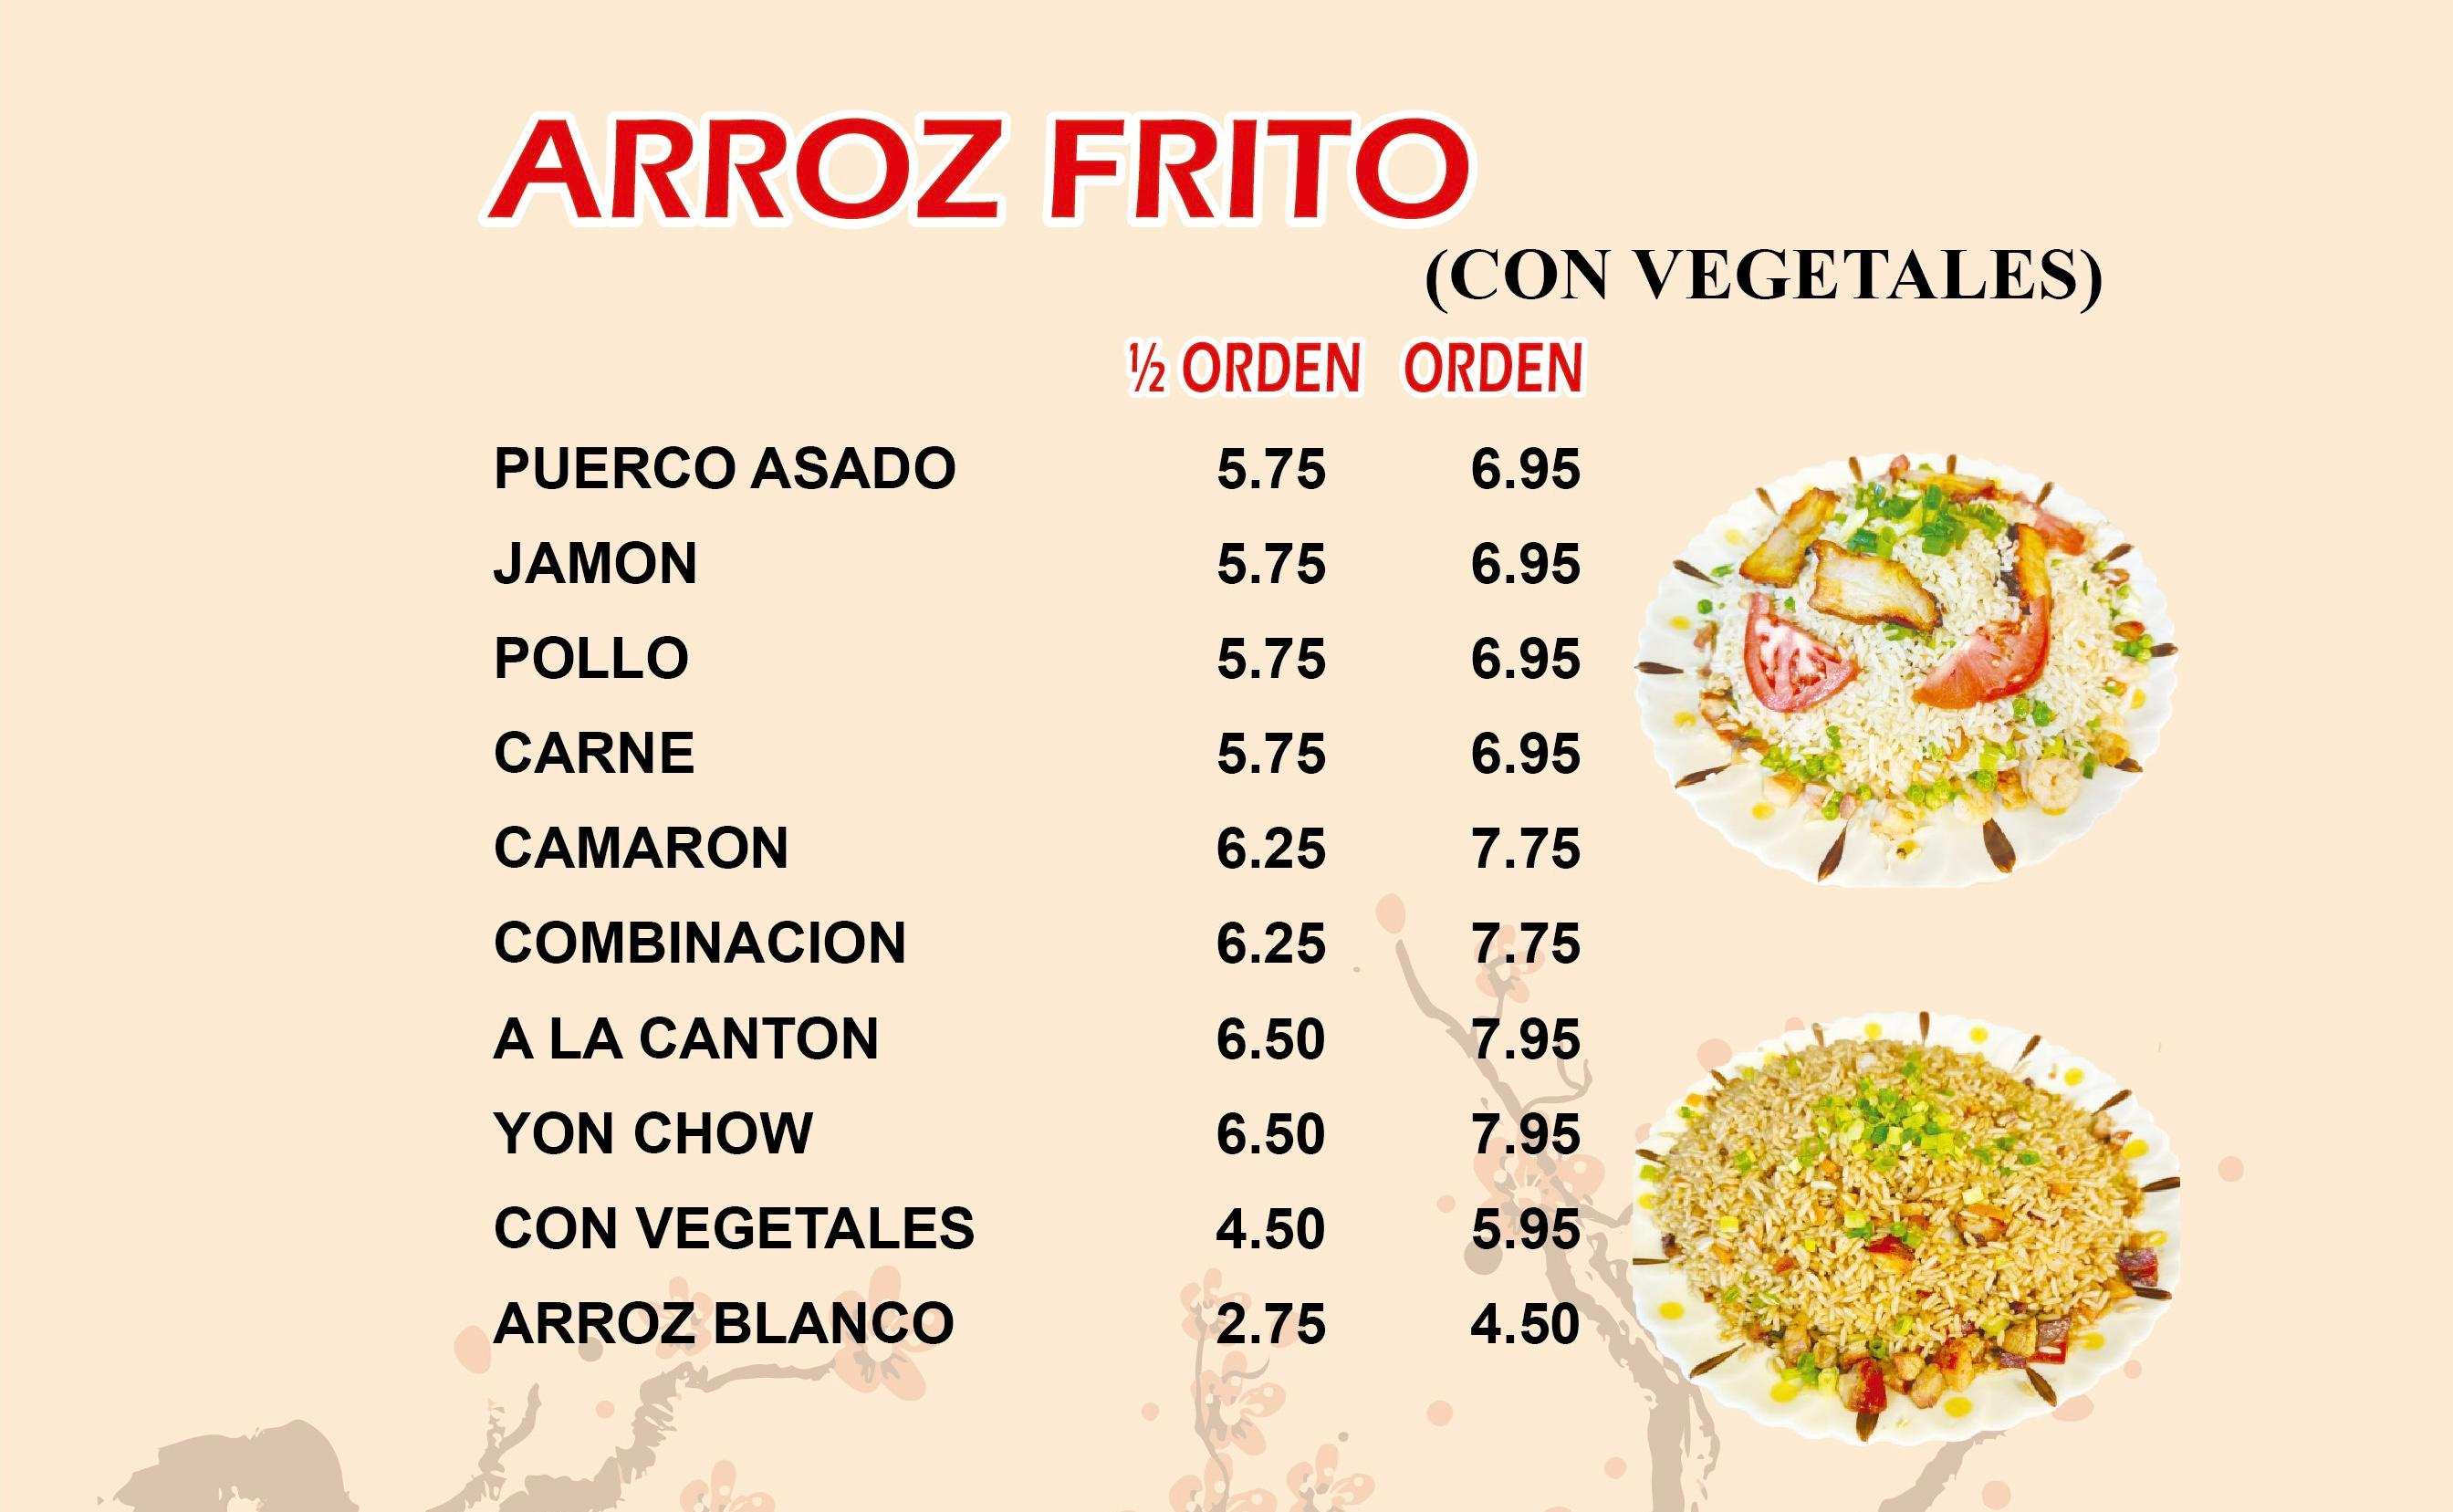 ARROZ FRITO
(CON VEGETALES)
½ ORDEN ORDEN
PUERCO ASADO 5.75 6.95
JAMON 5.75 6.95
POLLO 5.75 6.95
CARNE 5.75 6.95
CAMARON 6.25 7.75
COMBINACION 6.25 7.75
A LA CANTON 6.50 7.95
YON CHOW 6.50 7.95
CON VEGETALES 4.50 5.95
ARROZ BLANCO 2.75 4.50